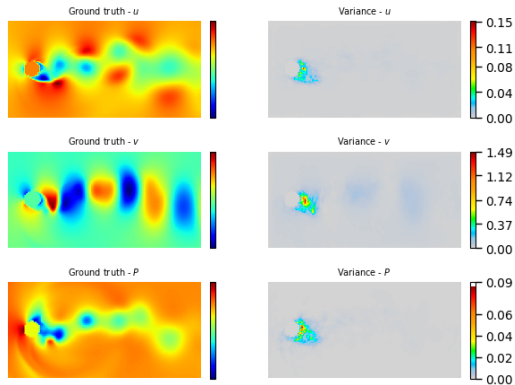 Ground truth - u
Variance - u
0.15
0.11
0.08
0.04
0.00
Ground truth - v
Variance - v
1.49
1.12
0.74
0.37
0.00
Ground truth - P
Variance - P
0.09
0.06
0.04
0.02
0.00